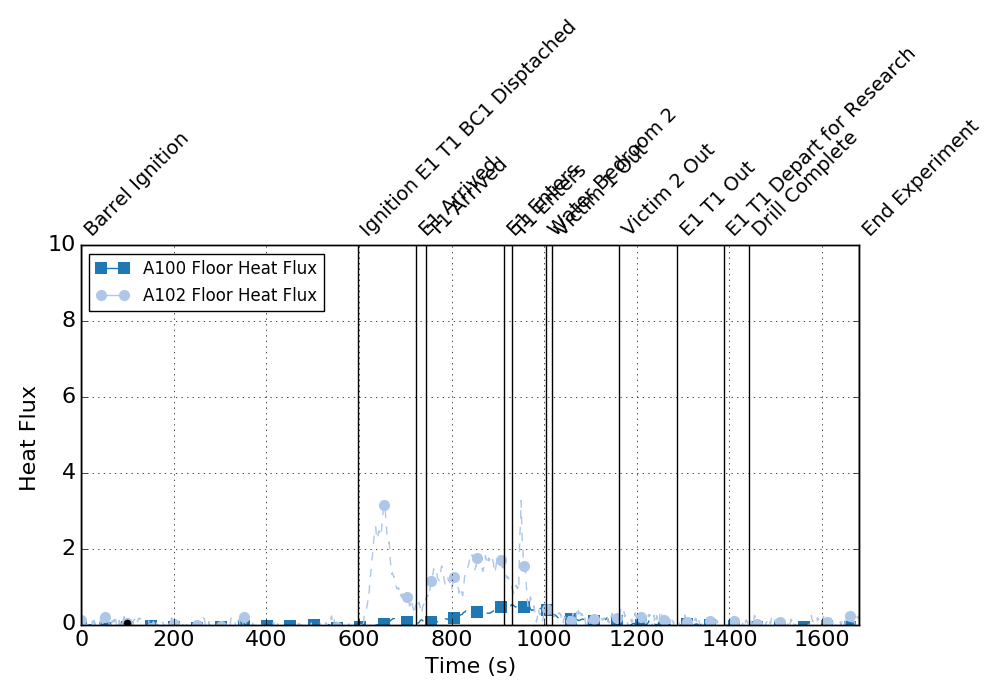 Barrel Ignition
Ignition E1 T1 BC1 Disptached
E1 Arrived
T1 Arrived
E1 Enters
T1 Enters
Water Bedroom 2
Victim 1 Out
Victim 2 Out
E1 T1 Out
E1 T1 Depart for Research
Drill Complete
End Experiment
A100 Floor Heat Flux
A102 Floor Heat Flux
10
8
6
4
2
0
Heat Flux
0 200 400 600 800 1000 1200 1400 1600
Time (s)